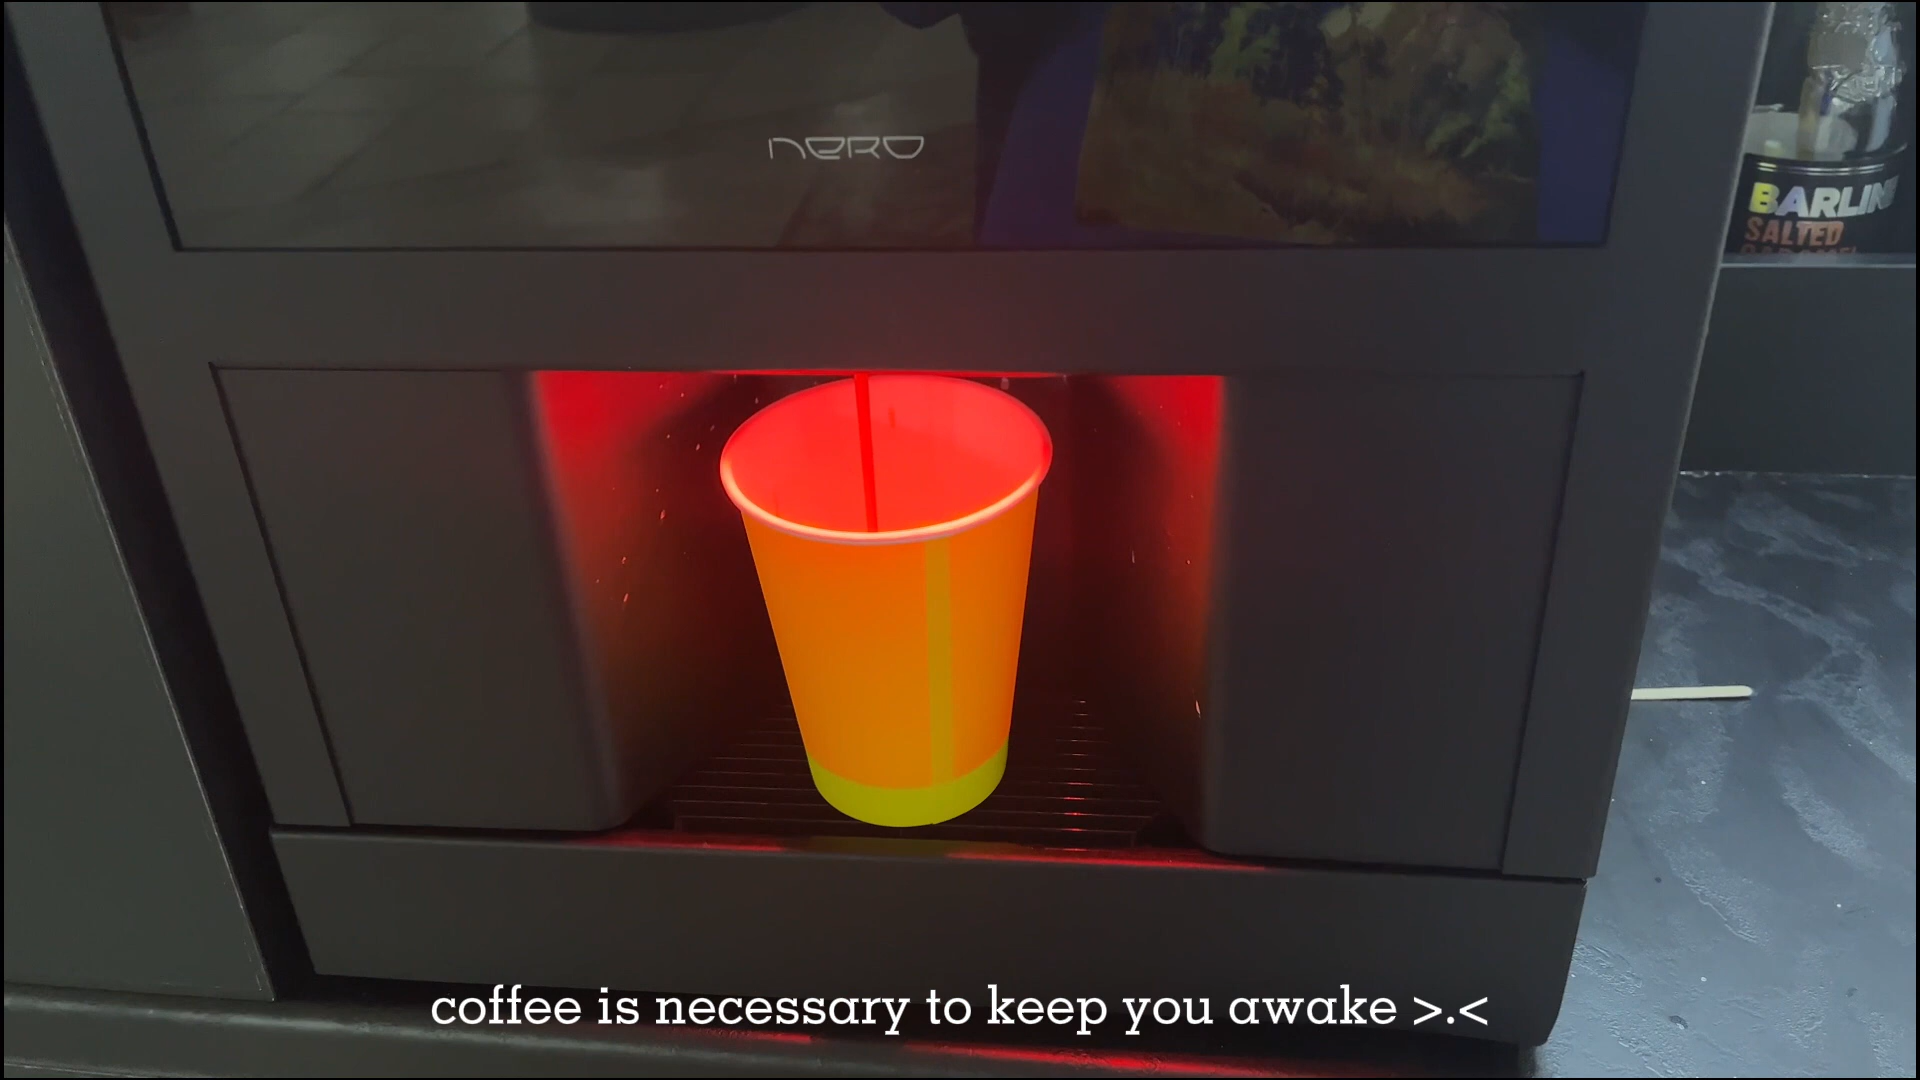 NERO
BARLIN
SALTED
coffee is necessary to keep you awake >.<